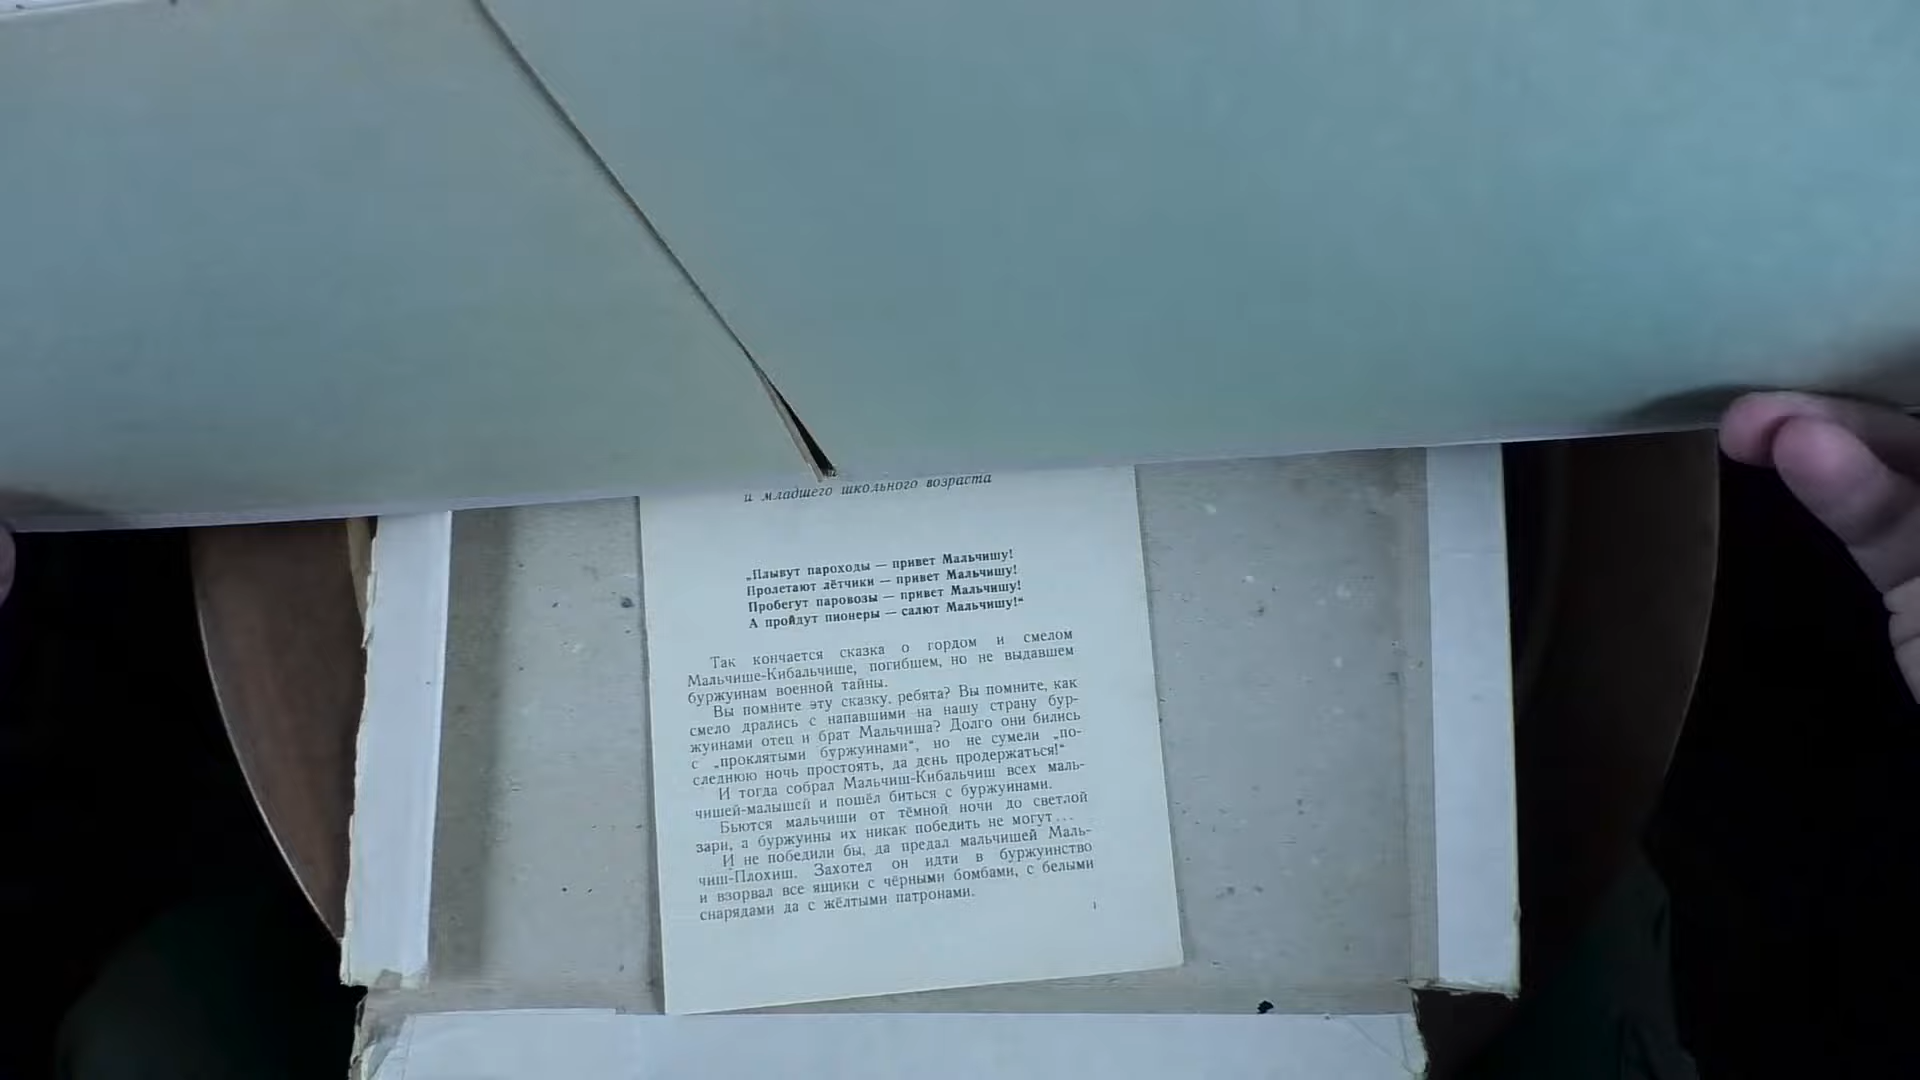 и младшего школьного возраста
„Плывут пароходы — привет Мальчишу!
Пролетают лётчики — привет Мальчишу!
Пробегут паровозы — привет Мальчишу!
А пройдут пионеры — салют Мальчишу!“
Так кончается сказка о гордом и смелом
Мальчише-Кибальчише, погибшем, но не выдавшем
буржуинам военной тайны.
Вы помните эту сказку, ребята? Вы помните, как
смело дрались с напавшими на нашу страну бур-
жуинами отец и брат Мальчиша? Долго они бились
с „проклятыми буржуинами“, но не сумели „по-
следнюю ночь простоять, да день продержаться!“
И тогда собрал Мальчиш-Кибальчиш всех маль-
чишей-малышей и пошёл биться с буржуинами.
Бьются мальчиши от тёмной ночи до светлой
зари, а буржуины их никак победить не могут...
И не победили бы, да предал мальчишей Маль-
чиш-Плохиш. Захотел он идти в буржуинство
и взорвал все ящики с чёрными бомбами, с белыми
снарядами да с жёлтыми патронами.
1